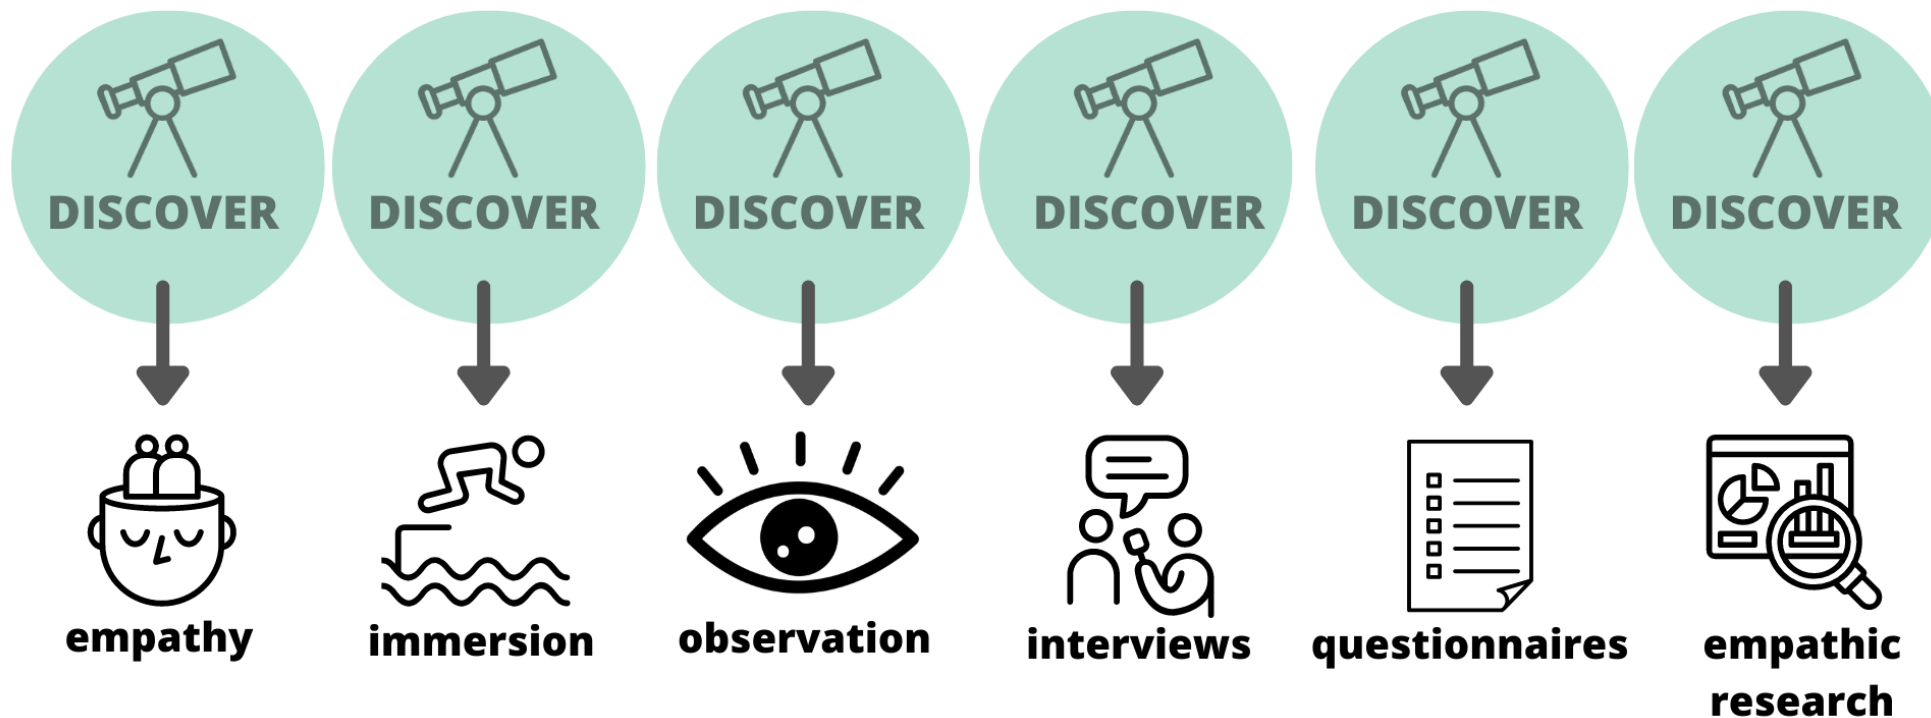 DISCOVER
DISCOVER
DISCOVER
DISCOVER
DISCOVER
DISCOVER
empathy
immersion
observation
interviews
questionnaires
empathic
research